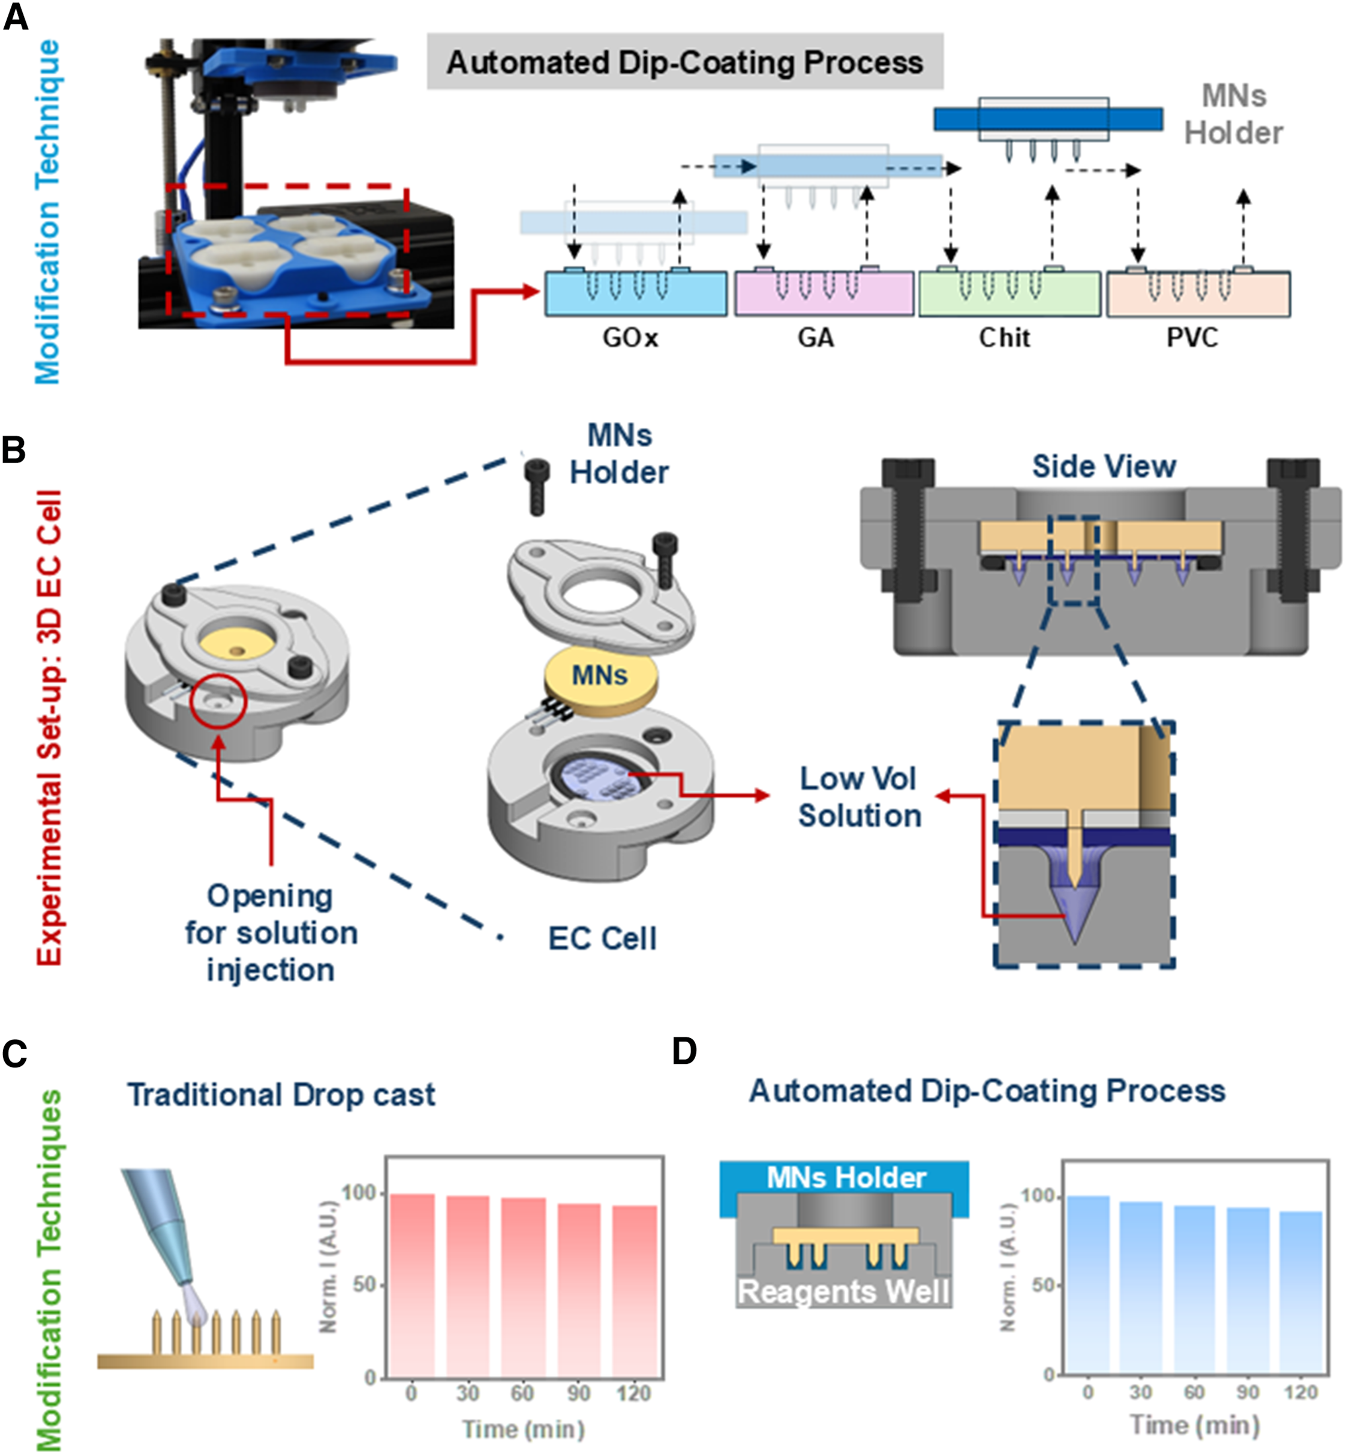 A
Modification Technique
Automated Dip-Coating Process
MNs
Holder
GOx
GA
Chit
PVC
B
Experimental Set-up: 3D EC Cell
MNs
Holder
MNs
EC Cell
Opening
for solution
injection
Side View
Low Vol
Solution
C
Modification Techniques
Traditional Drop cast
Norm. I (A.U.)
100
50
0
0 30 60 90 120
Time (min)
D
Automated Dip-Coating Process
MNs Holder
Reagents Well
Norm. I (A.U.)
100
50
0
0 30 60 90 120
Time (min)